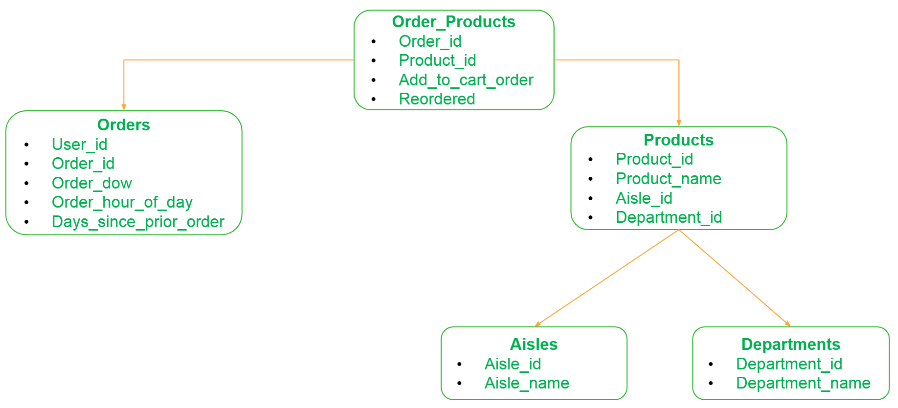 Order_Products
• Order_id
• Product_id
• Add_to_cart_order
• Reordered
Orders
• User_id
• Order_id
• Order_dow
• Order_hour_of_day
• Days_since_prior_order
Products
• Product_id
• Product_name
• Aisle_id
• Department_id
Aisles
• Aisle_id
• Aisle_name
Departments
• Department_id
• Department_name